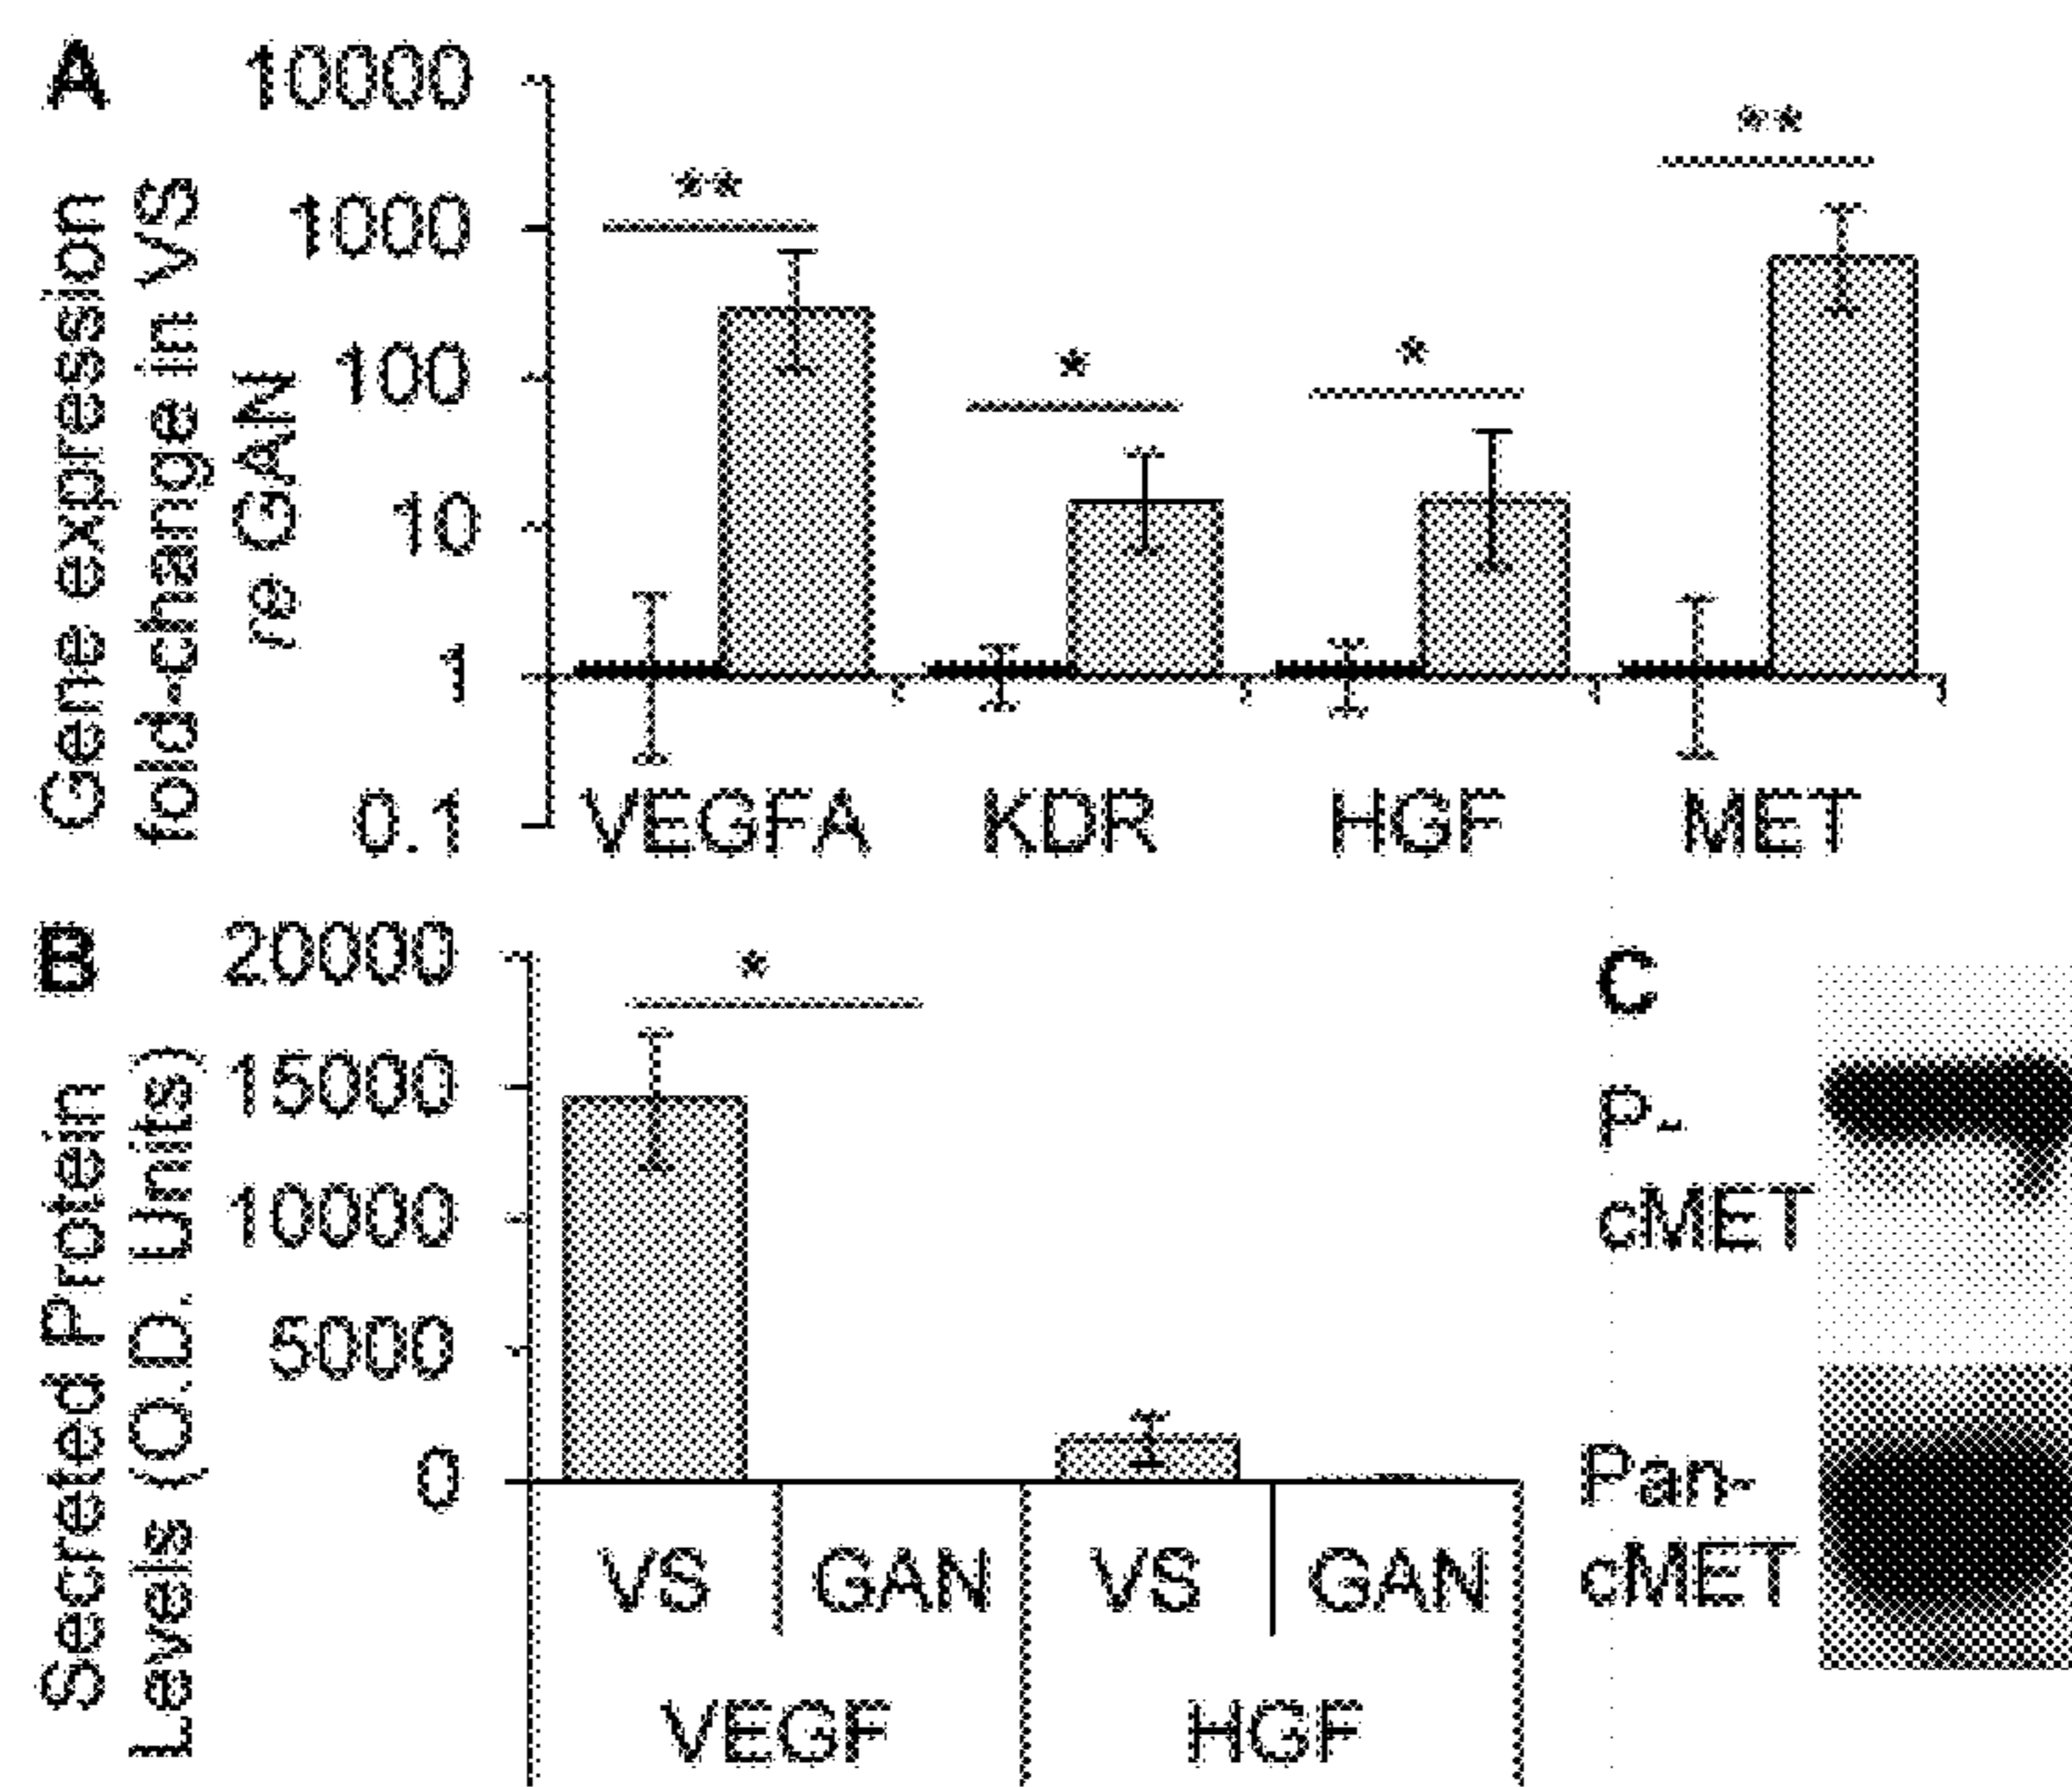 A
Gene expression
fold-change in VS
re GAN
10000
1000
100
10
1
0.1
**
*
*
**
VEGFA KDR HGF MET
B
Secreted Protein
Levels (O.D. Units)
20000
15000
10000
5000
0
*
VS GAN VS GAN
VEGF HGF
C
P-
cMET
Pan-
cMET